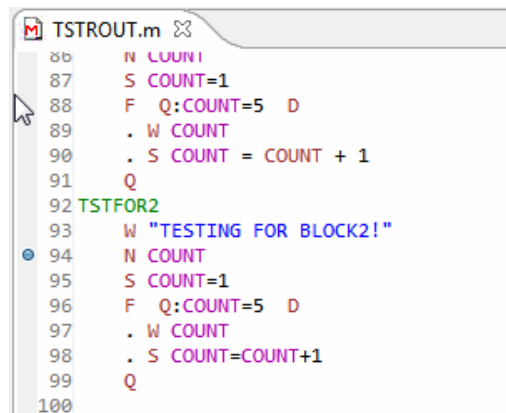 TSTROUT.m
86 N COUNT
87 S COUNT=1
88 F  Q:COUNT=5  D
89 . W COUNT
90 . S COUNT = COUNT + 1
91 Q
92 TSTFOR2
93 W "TESTING FOR BLOCK2!"
94 N COUNT
95 S COUNT=1
96 F  Q:COUNT=5  D
97 . W COUNT
98 . S COUNT=COUNT+1
99 Q
100